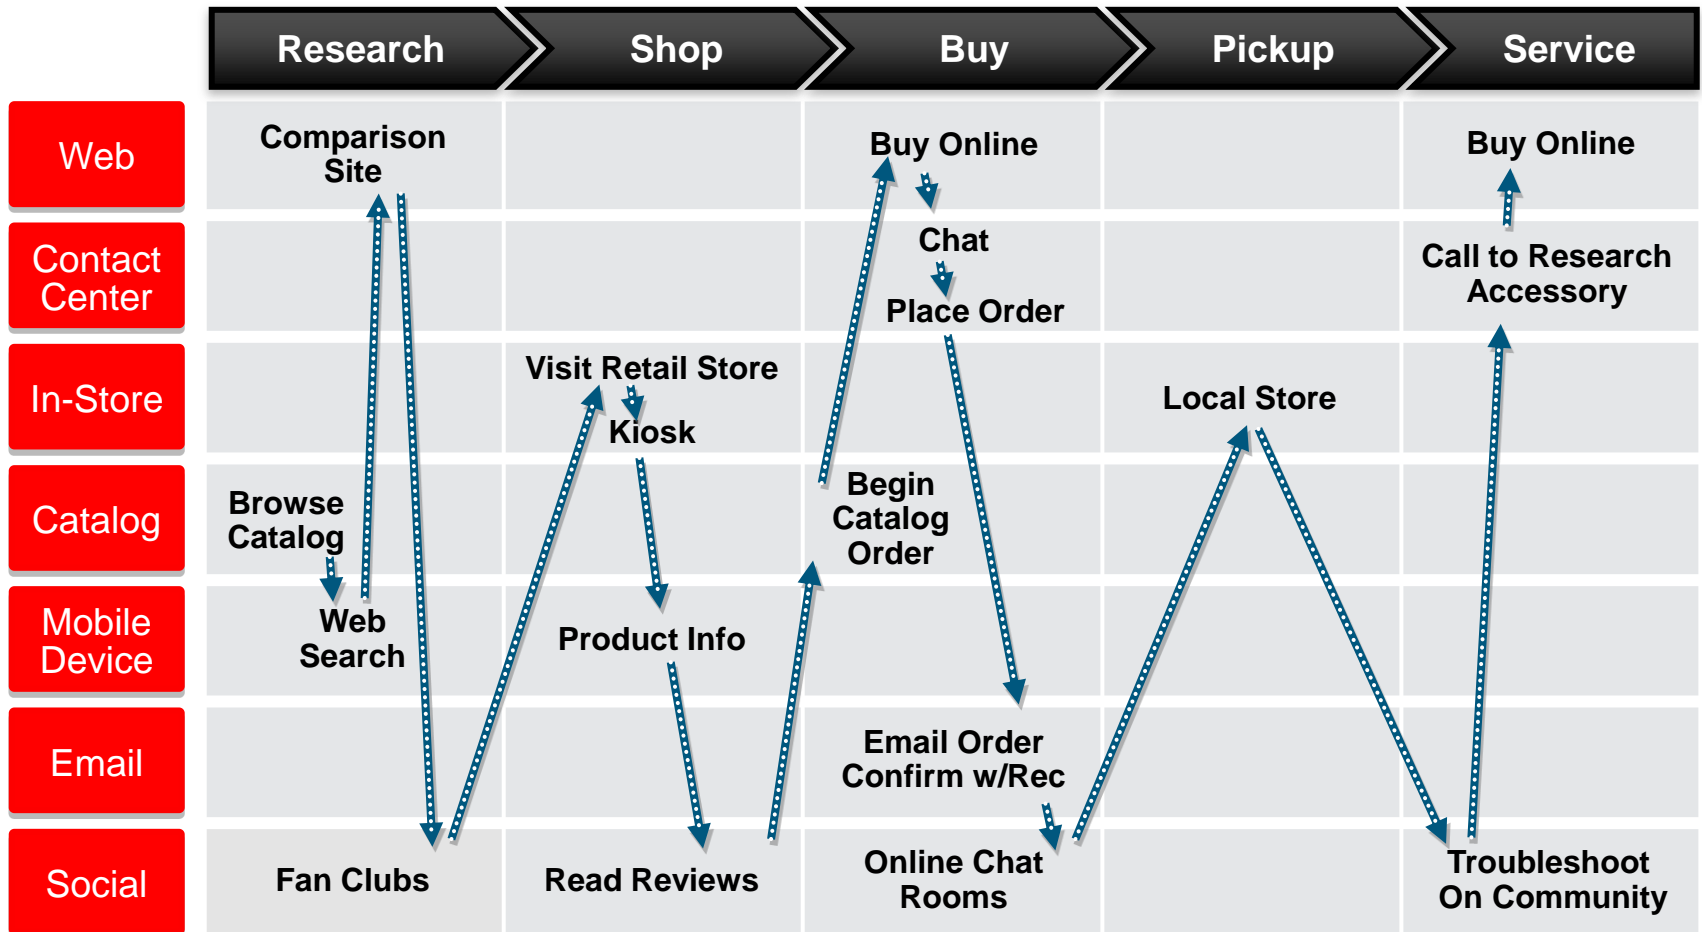 Research
Shop
Buy
Pickup
Service
Web
Comparison
Site
Buy Online
Buy Online
Contact
Center
Chat
Place Order
Call to Research
Accessory
In-Store
Visit Retail Store
Kiosk
Local Store
Catalog
Browse
Catalog
Begin
Catalog
Order
Mobile
Device
Web
Search
Product Info
Email
Email Order
Confirm w/Rec
Social
Fan Clubs
Read Reviews
Online Chat
Rooms
Troubleshoot
On Community